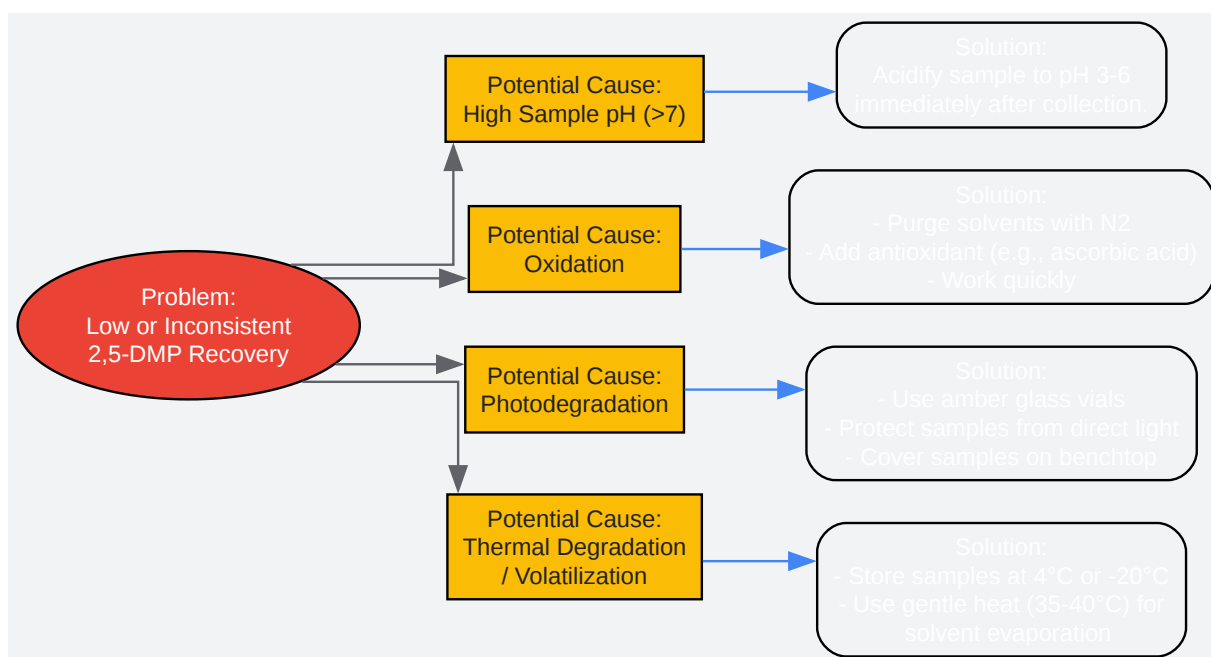 Problem:
Low or Inconsistent
2,5-DMP Recovery
Potential Cause:
High Sample pH (>7)
Solution:
Acidify sample to pH 3-6
immediately after collection.
Potential Cause:
Oxidation
Solution:
- Purge solvents with N2
- Add antioxidant (e.g., ascorbic acid)
- Work quickly
Potential Cause:
Photodegradation
Solution:
- Use amber glass vials
- Protect samples from direct light
- Cover samples on benchtop
Potential Cause:
Thermal Degradation
/ Volatilization
Solution:
- Store samples at 4°C or -20°C
- Use gentle heat (35-40°C) for
solvent evaporation